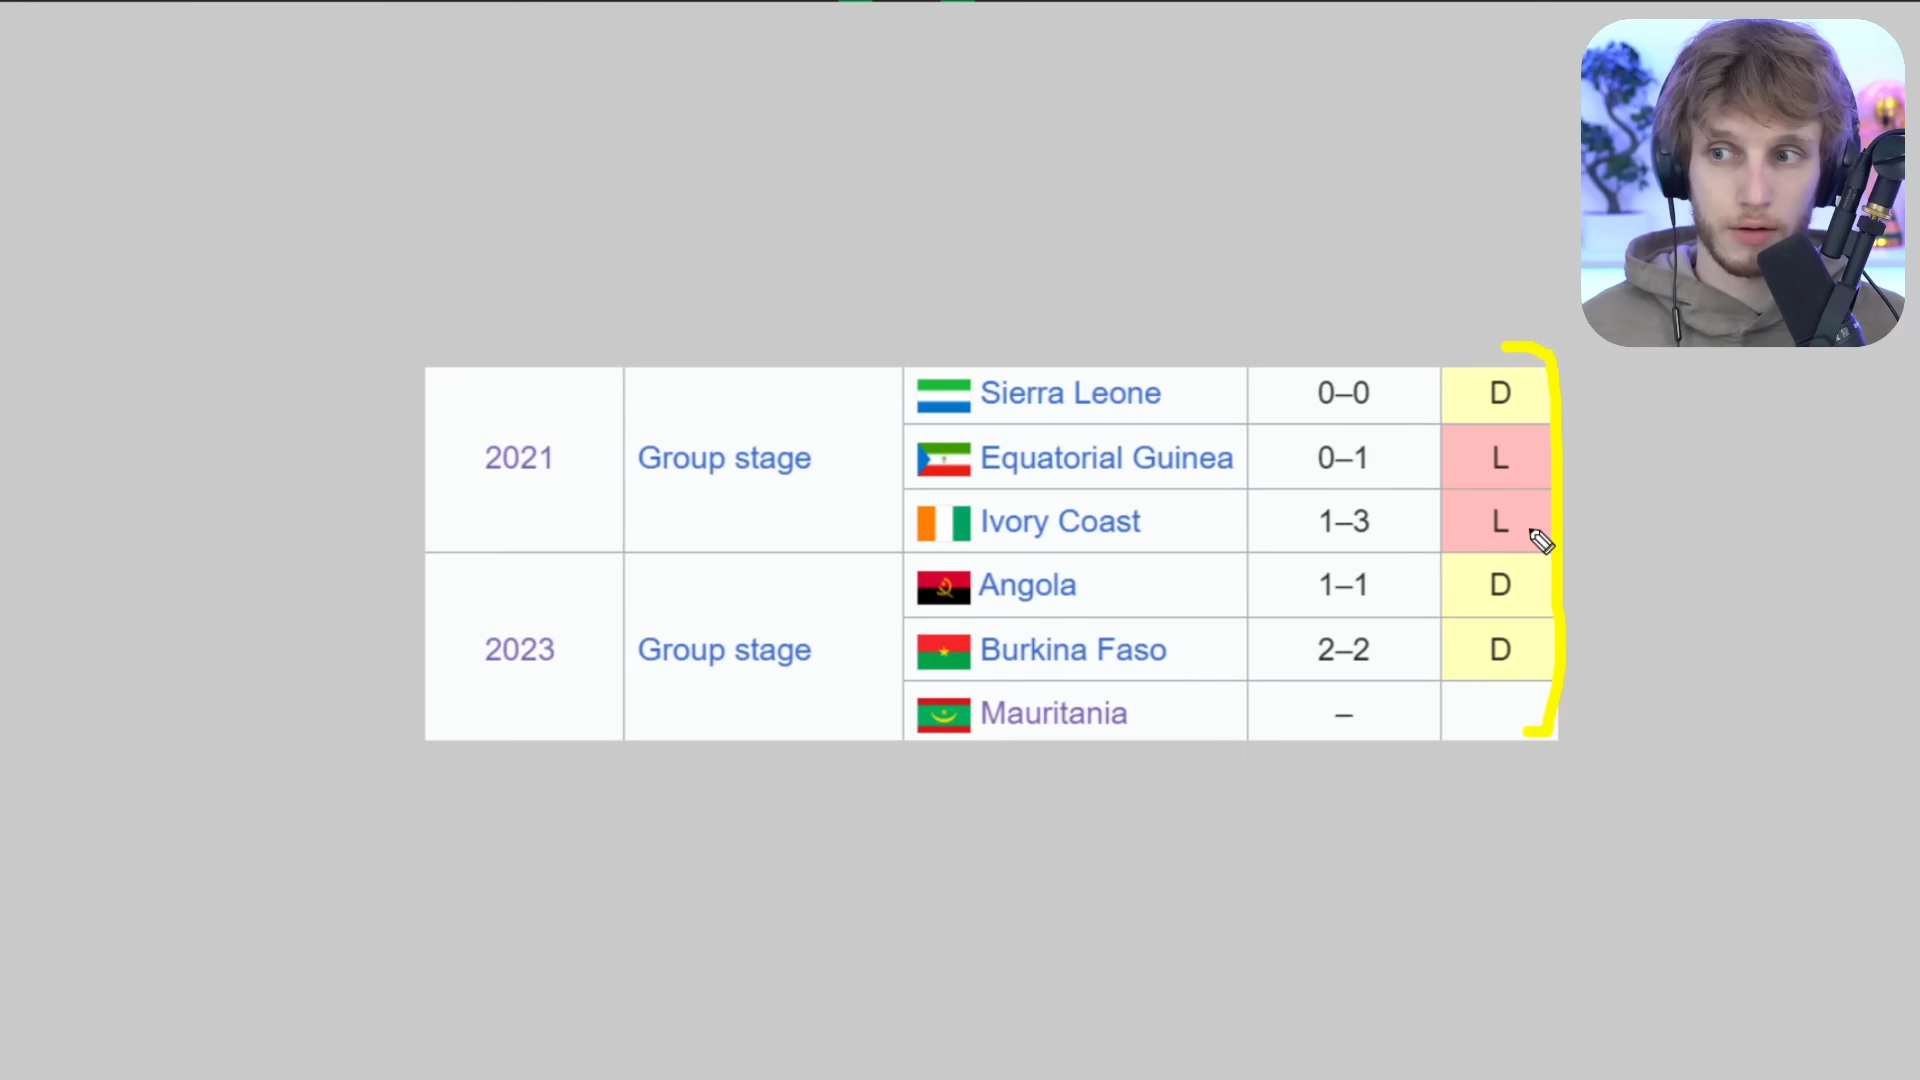 2021 Group stage Sierra Leone 0–0 D
Equatorial Guinea 0–1 L
Ivory Coast 1–3 L
2023 Group stage Angola 1–1 D
Burkina Faso 2–2 D
Mauritania –